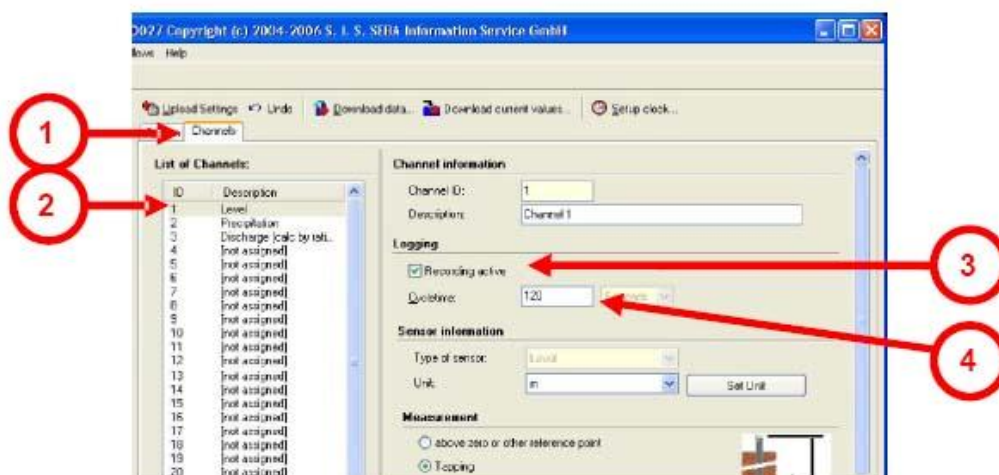 D027 Copyright (c) 2004-2006 S. I. S. SEBA Information Service GmbH
dows Help
Upload Settings Undo Download data... Download current values... Setup clock...
1
Channels
List of Channels:
ID Description
2
1 Level
2 Precipitation
3 Discharge (calc by rati..
4 [not assigned]
5 [not assigned]
6 [not assigned]
7 [not assigned]
8 [not assigned]
9 [not assigned]
10 [not assigned]
11 [not assigned]
12 [not assigned]
13 [not assigned]
14 [not assigned]
15 [not assigned]
16 [not assigned]
17 [not assigned]
18 [not assigned]
19 [not assigned]
20 [not assigned]
Channel information
Channel ID: 1
Description: Channel 1
Logging
Recording active
3
Cycletime: 120 Seconds
4
Sensor information
Type of sensor: Level
Unit: m Set Unit
Measurement
above zero or other reference point
Tapping